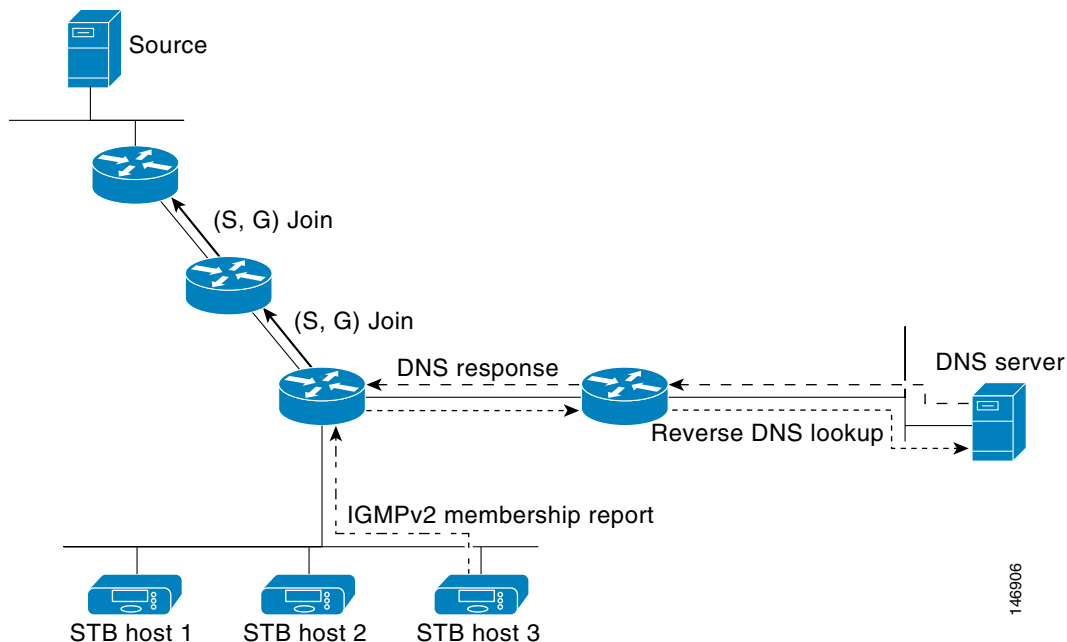 Source
(S, G) Join
(S, G) Join
DNS response
DNS server
Reverse DNS lookup
IGMPv2 membership report
STB host 1
STB host 2
STB host 3
146906